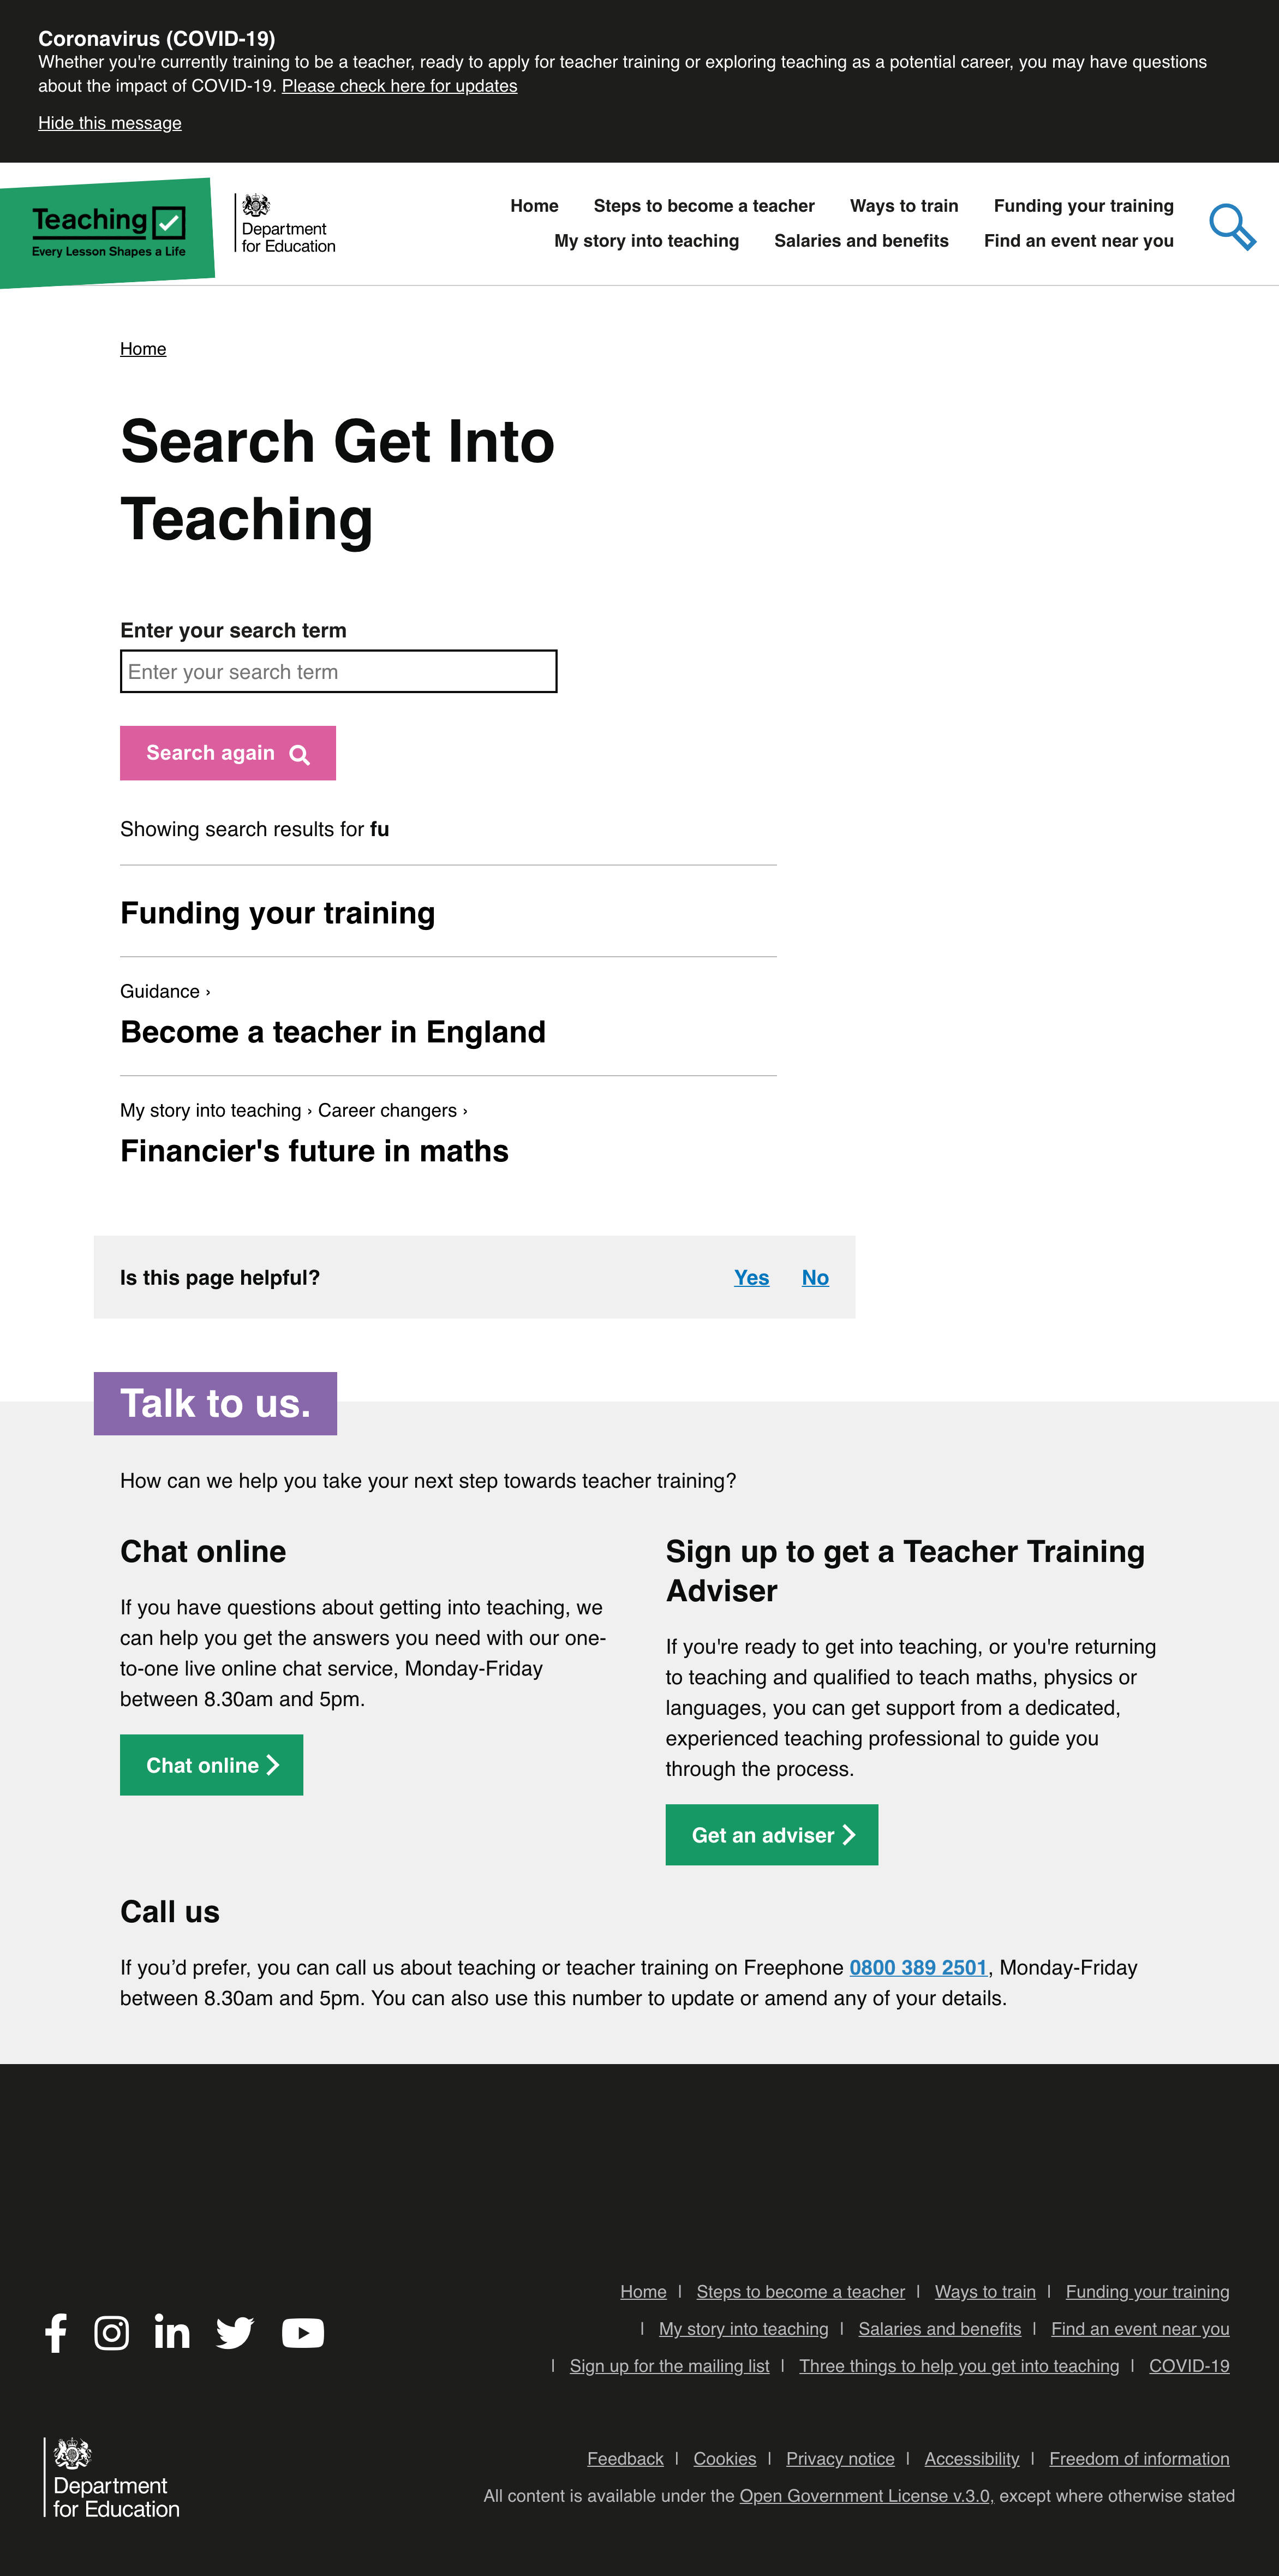 Coronavirus (COVID-19)
Whether you're currently training to be a teacher, ready to apply for teacher training or exploring teaching as a potential career, you may have questions
about the impact of COVID-19. Please check here for updates
Hide this message
Teaching
Every Lesson Shapes a Life
Department
for Education
Home Steps to become a teacher Ways to train Funding your training
My story into teaching Salaries and benefits Find an event near you
Home
Search Get Into
Teaching
Enter your search term
Enter your search term
Search again
Showing search results for fu
Funding your training
Guidance ›
Become a teacher in England
My story into teaching › Career changers ›
Financier's future in maths
Is this page helpful? Yes No
Talk to us.
How can we help you take your next step towards teacher training?
Chat online
If you have questions about getting into teaching, we
can help you get the answers you need with our one-
to-one live online chat service, Monday-Friday
between 8.30am and 5pm.
Chat online
Sign up to get a Teacher Training
Adviser
If you're ready to get into teaching, or you're returning
to teaching and qualified to teach maths, physics or
languages, you can get support from a dedicated,
experienced teaching professional to guide you
through the process.
Get an adviser
Call us
If you’d prefer, you can call us about teaching or teacher training on Freephone 0800 389 2501, Monday-Friday
between 8.30am and 5pm. You can also use this number to update or amend any of your details.
Home | Steps to become a teacher | Ways to train | Funding your training
| My story into teaching | Salaries and benefits | Find an event near you
| Sign up for the mailing list | Three things to help you get into teaching | COVID-19
Department
for Education
Feedback | Cookies | Privacy notice | Accessibility | Freedom of information
All content is available under the Open Government License v.3.0, except where otherwise stated